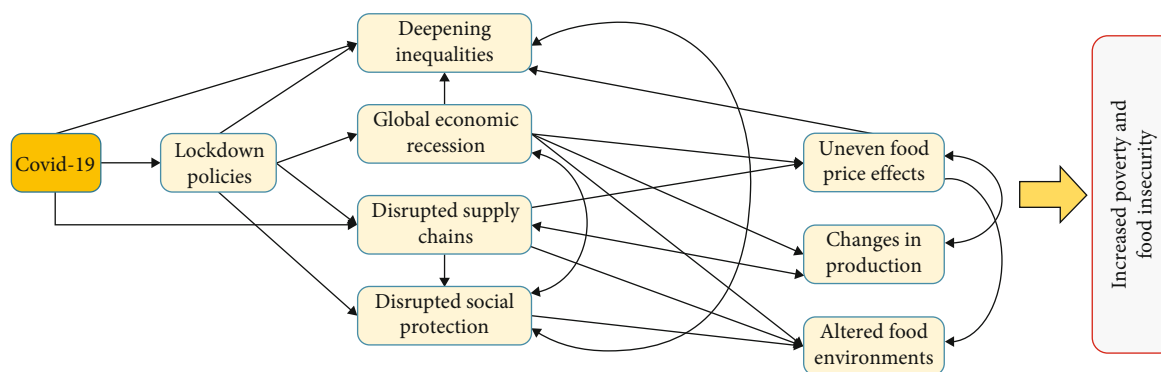 Covid-19
Lockdown
policies
Deepening
inequalities
Global economic
recession
Disrupted supply
chains
Disrupted social
protection
Uneven food
price effects
Changes in
production
Altered food
environments
Increased poverty and
food insecurity